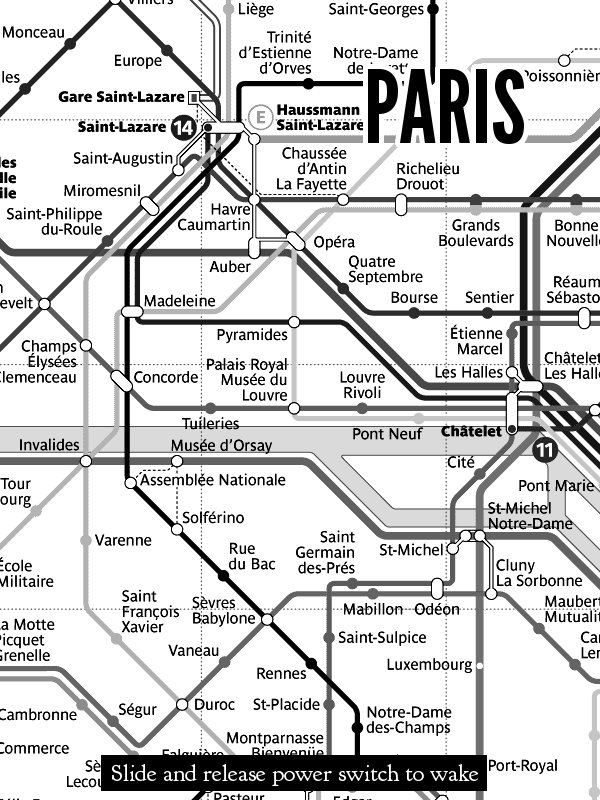 Villiers
Liège
Saint-Georges
Monceau
Europe
Trinité
d'Estienne
d'Orves
Notre-Dame
PARIS
Poissonnièr
Gare Saint-Lazare
Saint-Lazare
14
E
Haussmann
Saint-Lazare
Saint-Augustin
Chaussée
d'Antin
La Fayette
Richelieu
Drouot
Miromesnil
Saint-Philippe
du-Roule
Havre
Caumartin
Opéra
Grands
Boulevards
Bonne
Nouvelle
Auber
Quatre
Septembre
Bourse
Sentier
Réaum
Sébasto
Madeleine
Pyramides
Étienne
Marcel
Champs
Élysées
Clemenceau
Concorde
Palais Royal
Musée du
Louvre
Louvre
Rivoli
Les Halles
Châtelet
Les Hall
Tuileries
Pont Neuf
Châtelet
11
Invalides
Musée d'Orsay
Cité
Assemblée Nationale
Pont Marie
Tour
ourg
Solférino
St-Michel
Notre-Dame
Varenne
Rue
du Bac
Saint
Germain
des-Prés
St-Michel
Cluny
La Sorbonne
École
Militaire
Saint
François
Xavier
Sèvres
Babylone
Mabillon
Odéon
Maubert
Mutualit
La Motte
Picquet
Grenelle
Vaneau
Saint-Sulpice
Rennes
Luxembourg
Cambronne
Ségur
Duroc
St-Placide
Notre-Dame
des-Champs
Commerce
Montparnasse
Bienvenüe
Falguière
Port-Royal
Slide and release power switch to wake
Pasteur